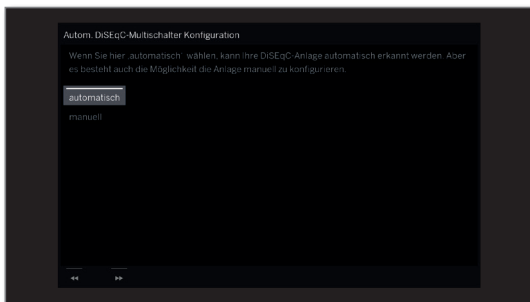 Autom. DiSEqC-Multischalter Konfiguration
Wenn Sie hier „automatisch“ wählen, kann Ihre DiSEqC-Anlage automatisch erkannt werden. Aber
es besteht auch die Möglichkeit die Anlage manuell zu konfigurieren.
automatisch
manuell